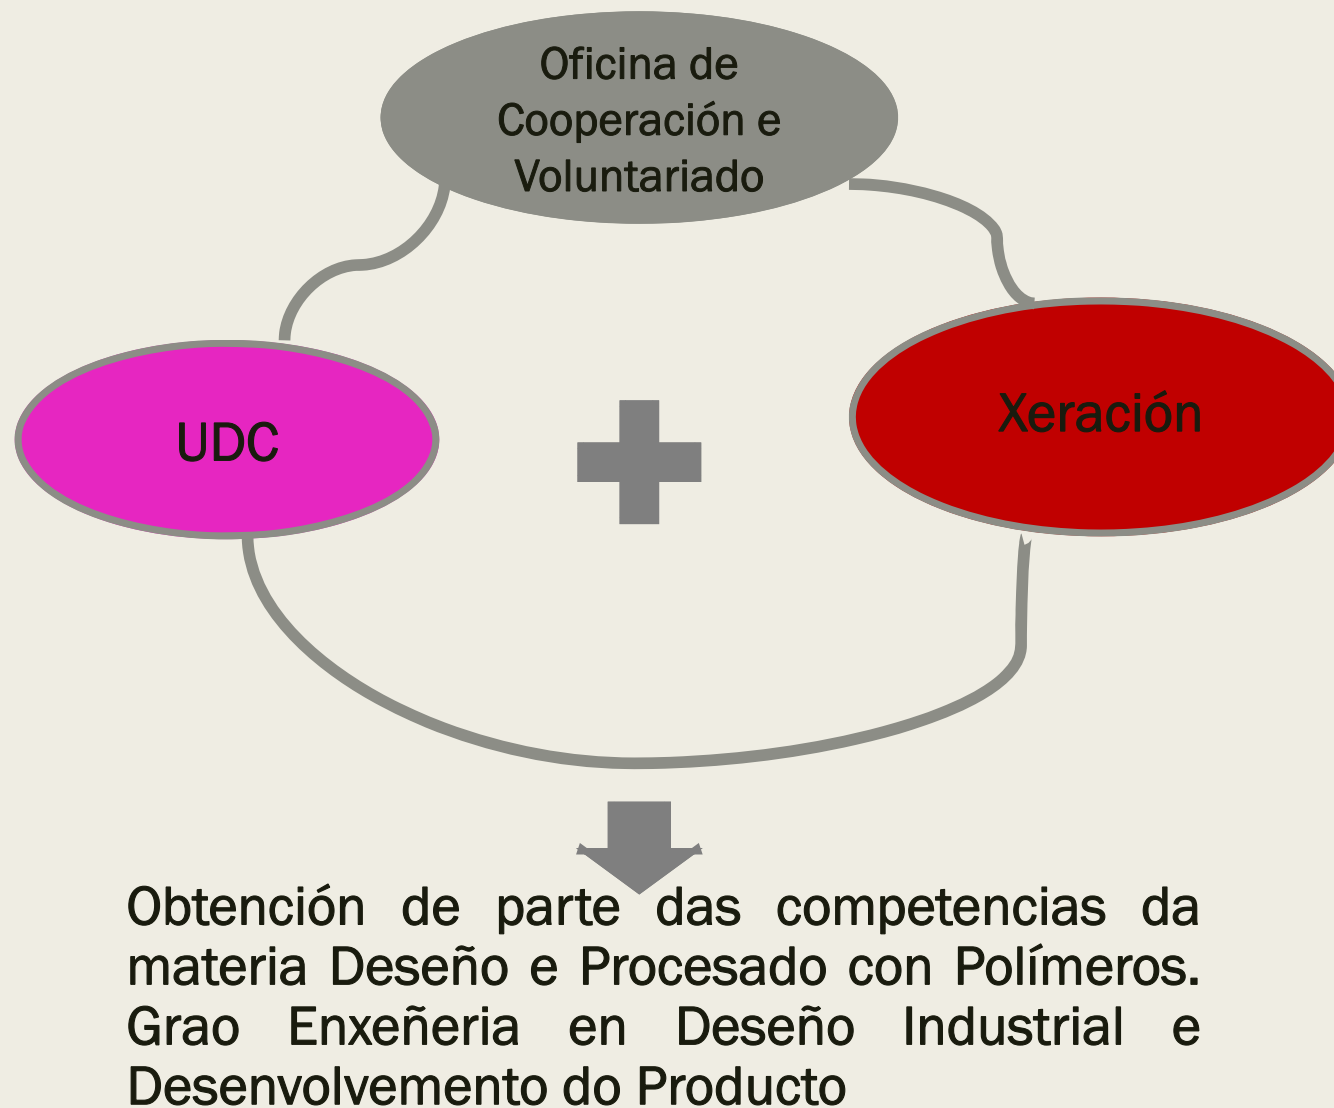 Oficina de
Cooperación e
Voluntariado
UDC
Xeración
Obtención de parte das competencias da
materia Deseño e Procesado con Polímeros.
Grao Enxeñeria en Deseño Industrial e
Desenvolvemento do Producto